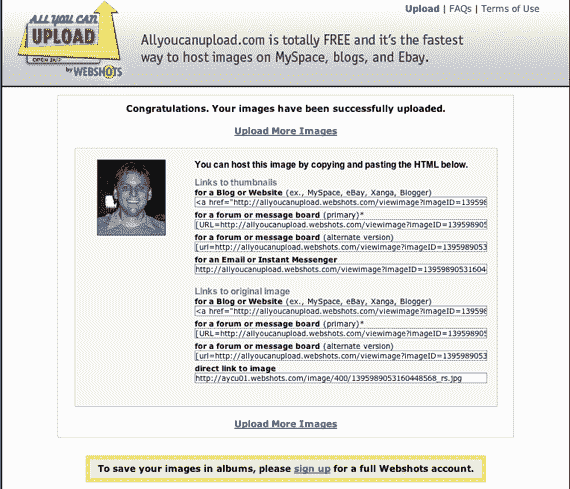 ALL YOU CAN
UPLOAD
OPEN 24/7
by WEBSHOTS
Upload | FAQs | Terms of Use
Allyoucanupload.com is totally FREE and it's the fastest
way to host images on MySpace, blogs, and Ebay.
Congratulations. Your images have been successfully uploaded.
Upload More Images
You can host this image by copying and pasting the HTML below.
Links to thumbnails
for a Blog or Website (ex., MySpace, eBay, Xanga, Blogger)
<a href="http://allyoucanupload.webshots.com/viewimage?imageID=139598
for a forum or message board (primary)*
[URL=http://allyoucanupload.webshots.com/viewimage?imageID=139598905
for a forum or message board (alternate version)
[url=http://allyoucanupload.webshots.com/viewimage?imageID=1395989053
for an Email or Instant Messenger
http://allyoucanupload.webshots.com/viewimage?imageID=13959890531604
Links to original image
for a Blog or Website (ex., MySpace, eBay, Xanga, Blogger)
<a href="http://allyoucanupload.webshots.com/viewimage?imageID=139598
for a forum or message board (primary)*
[URL=http://allyoucanupload.webshots.com/viewimage?imageID=139598905
for a forum or message board (alternate version)
[url=http://allyoucanupload.webshots.com/viewimage?imageID=1395989053
direct link to image
http://aycu01.webshots.com/image/400/1395989053160448568_rs.jpg
Upload More Images
To save your images in albums, please sign up for a full Webshots account.